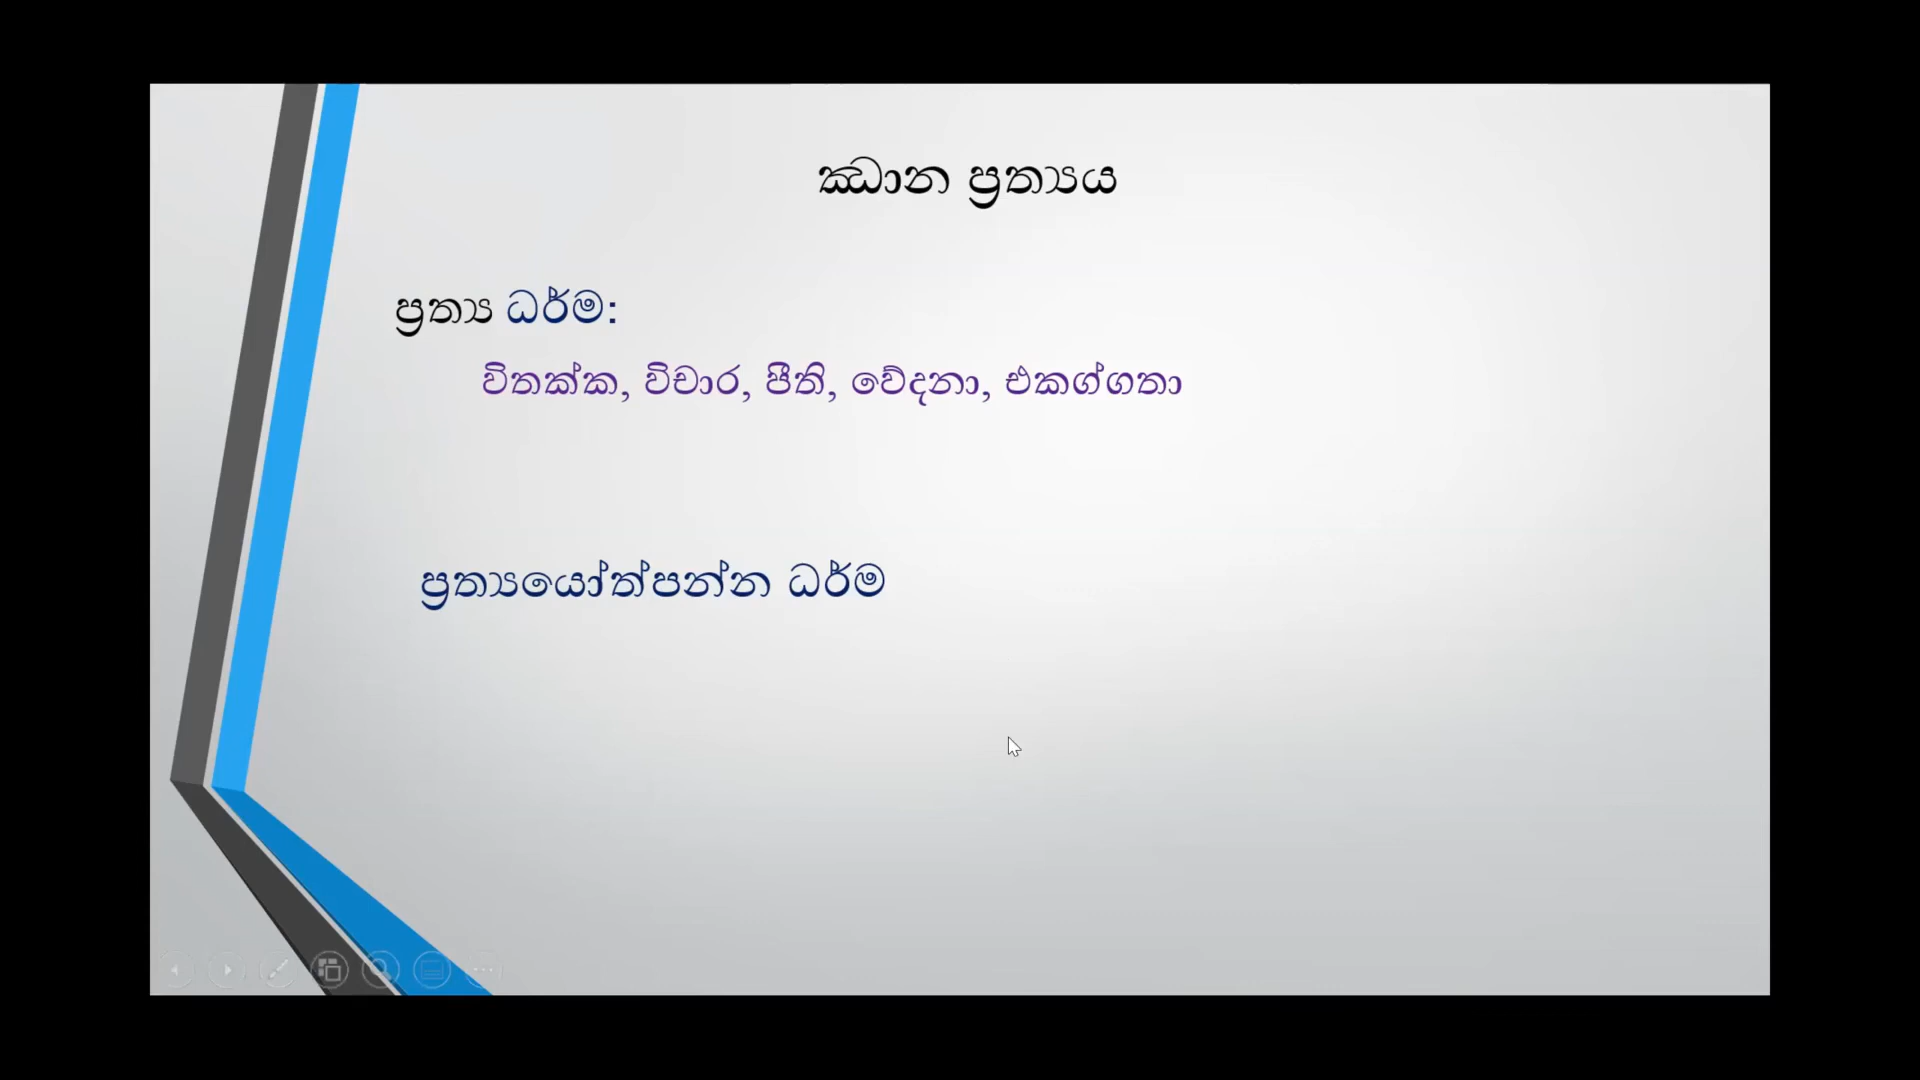 ඣාන ප්‍රත්‍යය
ප්‍රත්‍ය ධර්ම:
විතක්ක, විචාර, පීති, වේදනා, එකග්ගතා
ප්‍රත්‍යයෝත්පන්න ධර්ම